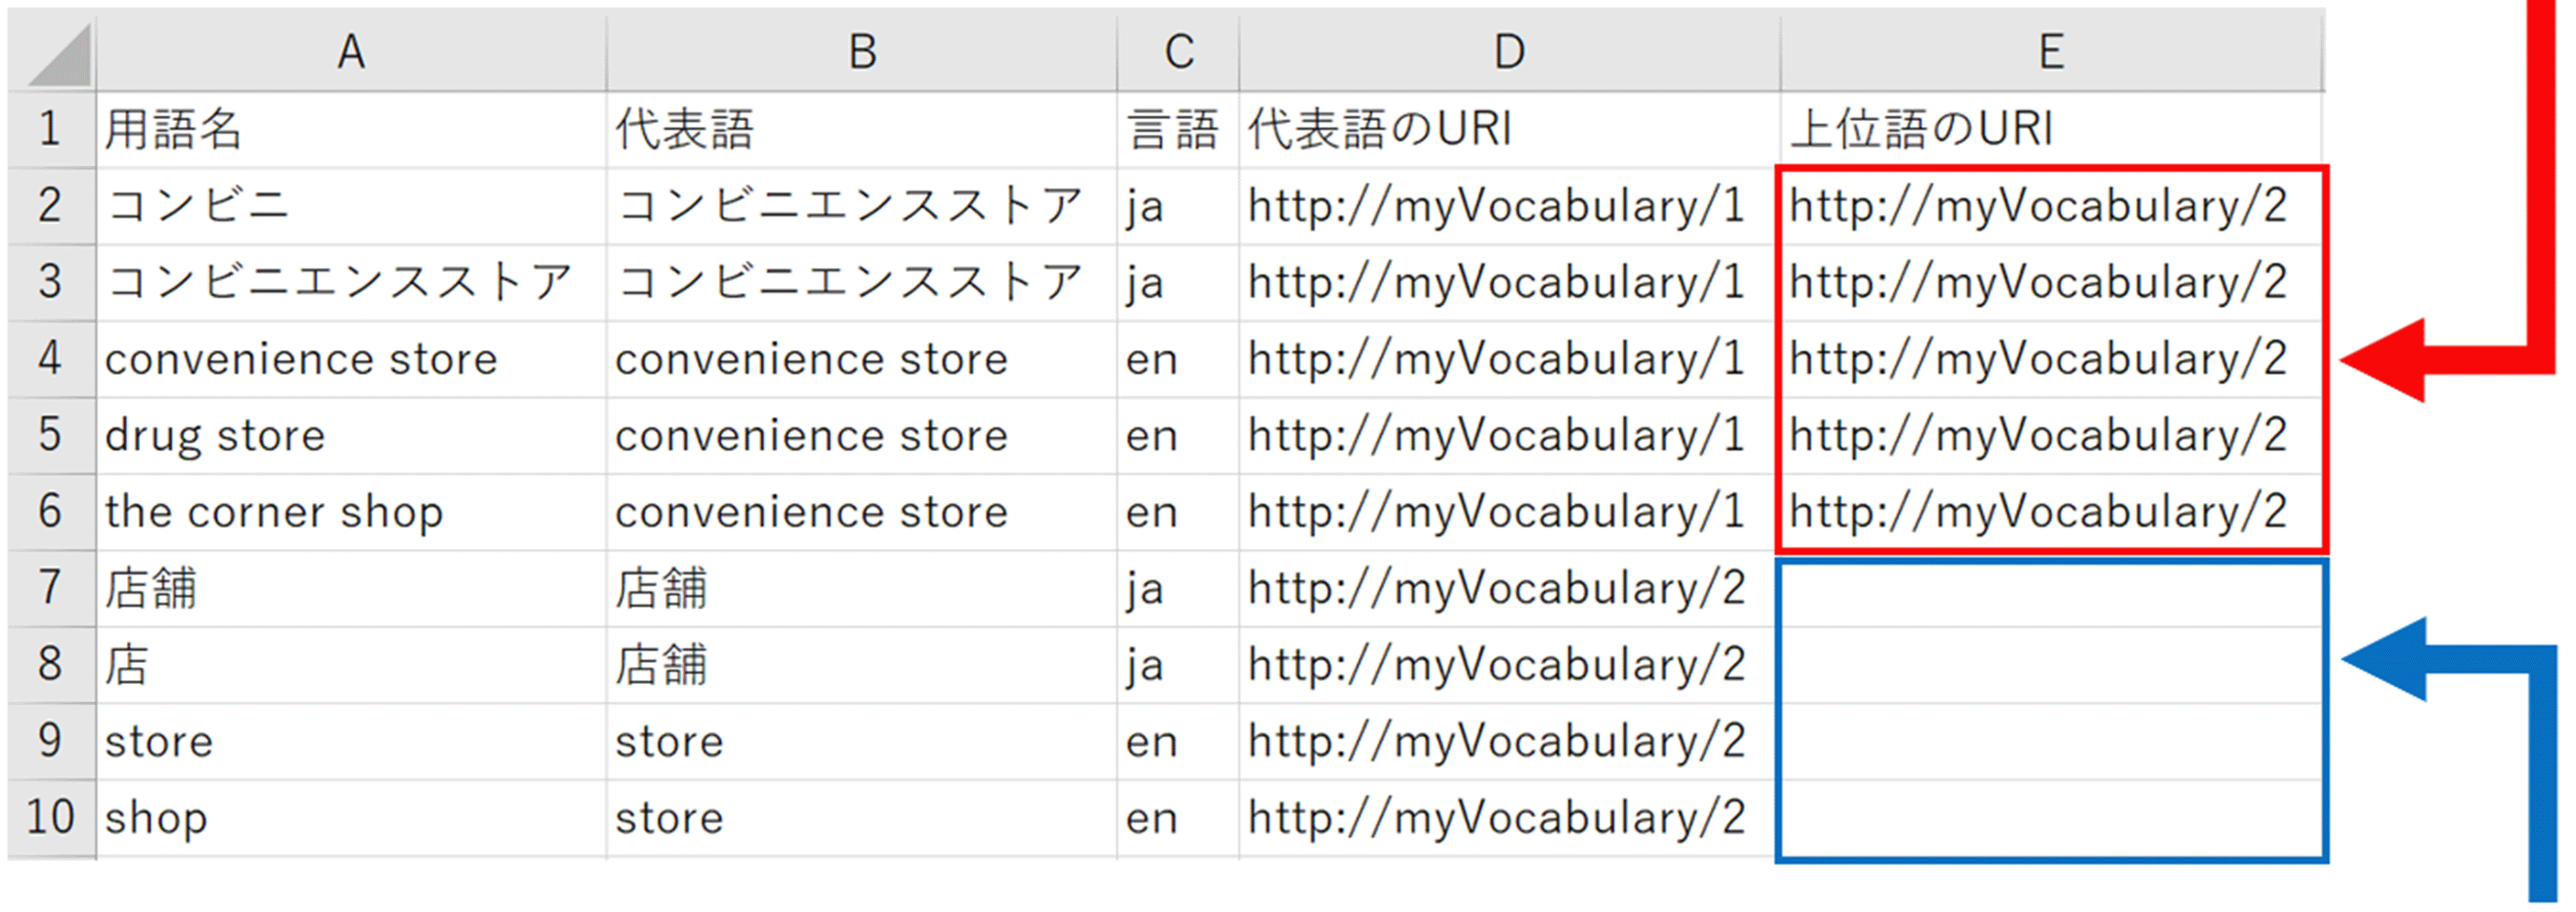 A B C D E
1 用語名 代表語 言語 代表語のURI 上位語のURI
2 コンビニ コンビニエンスストア ja http://myVocabulary/1 http://myVocabulary/2
3 コンビニエンスストア コンビニエンスストア ja http://myVocabulary/1 http://myVocabulary/2
4 convenience store convenience store en http://myVocabulary/1 http://myVocabulary/2
5 drug store convenience store en http://myVocabulary/1 http://myVocabulary/2
6 the corner shop convenience store en http://myVocabulary/1 http://myVocabulary/2
7 店舗 店舗 ja http://myVocabulary/2
8 店 店舗 ja http://myVocabulary/2
9 store store en http://myVocabulary/2
10 shop store en http://myVocabulary/2